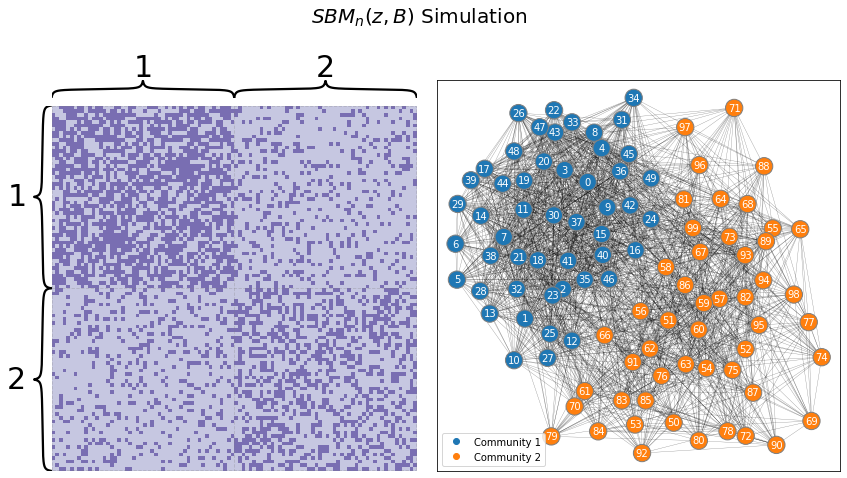 $SBM_n(z, B)$ Simulation
1 2
1
2
34
26 22 71
47 43 33 8 31 97
48 4 45
17 20 3 36 96 88
39 44 19 0 49
29 11 9 42 81 64 68
14 30 37 24
6 7 15 99 73 55 65
38 21 18 41 40 16 67 93 89
5 35 46 58 86 94
28 32 23 2 59 57 82 98
13 1 56 51 60 95 77
25 12 66
10 27 62 52 74
91 63 54 75
61 76 87
70 83 85
79 84 53 50 78 72 69
92 80 90
Community 1
Community 2